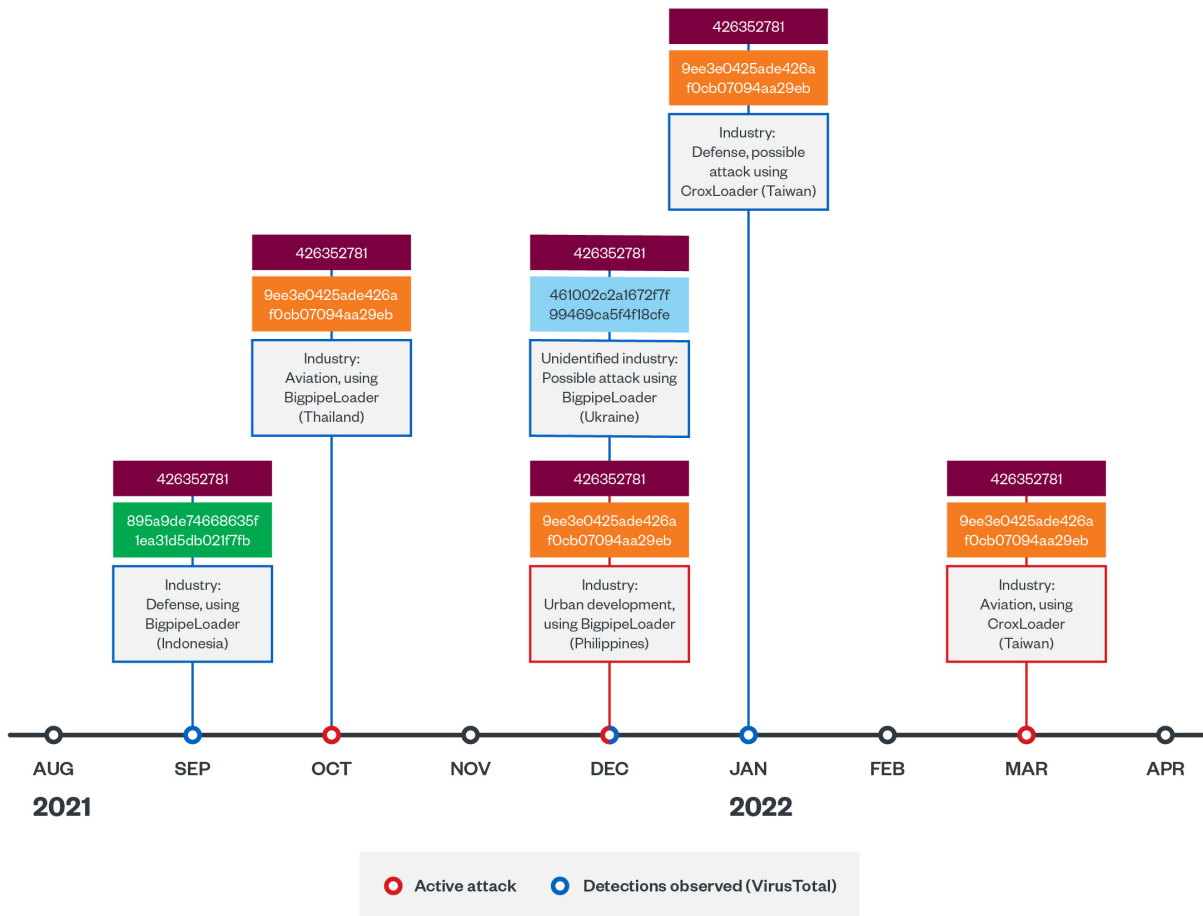 426352781
9ee3e0425ade426a
f0cb07094aa29eb
Industry:
Defense, possible
attack using
CroxLoader (Taiwan)
426352781
9ee3e0425ade426a
f0cb07094aa29eb
Industry:
Aviation, using
BigpipeLoader
(Thailand)
426352781
461002c2a1672f7f
99469ca5f4f18cfe
Unidentified industry:
Possible attack using
BigpipeLoader
(Ukraine)
426352781
895a9de74668635f
1ea31d5db021f7fb
Industry:
Defense, using
BigpipeLoader
(Indonesia)
426352781
9ee3e0425ade426a
f0cb07094aa29eb
Industry:
Urban development,
using BigpipeLoader
(Philippines)
426352781
9ee3e0425ade426a
f0cb07094aa29eb
Industry:
Aviation, using
CroxLoader
(Taiwan)
AUG SEP OCT NOV DEC JAN FEB MAR APR
2021 2022
Active attack Detections observed (VirusTotal)